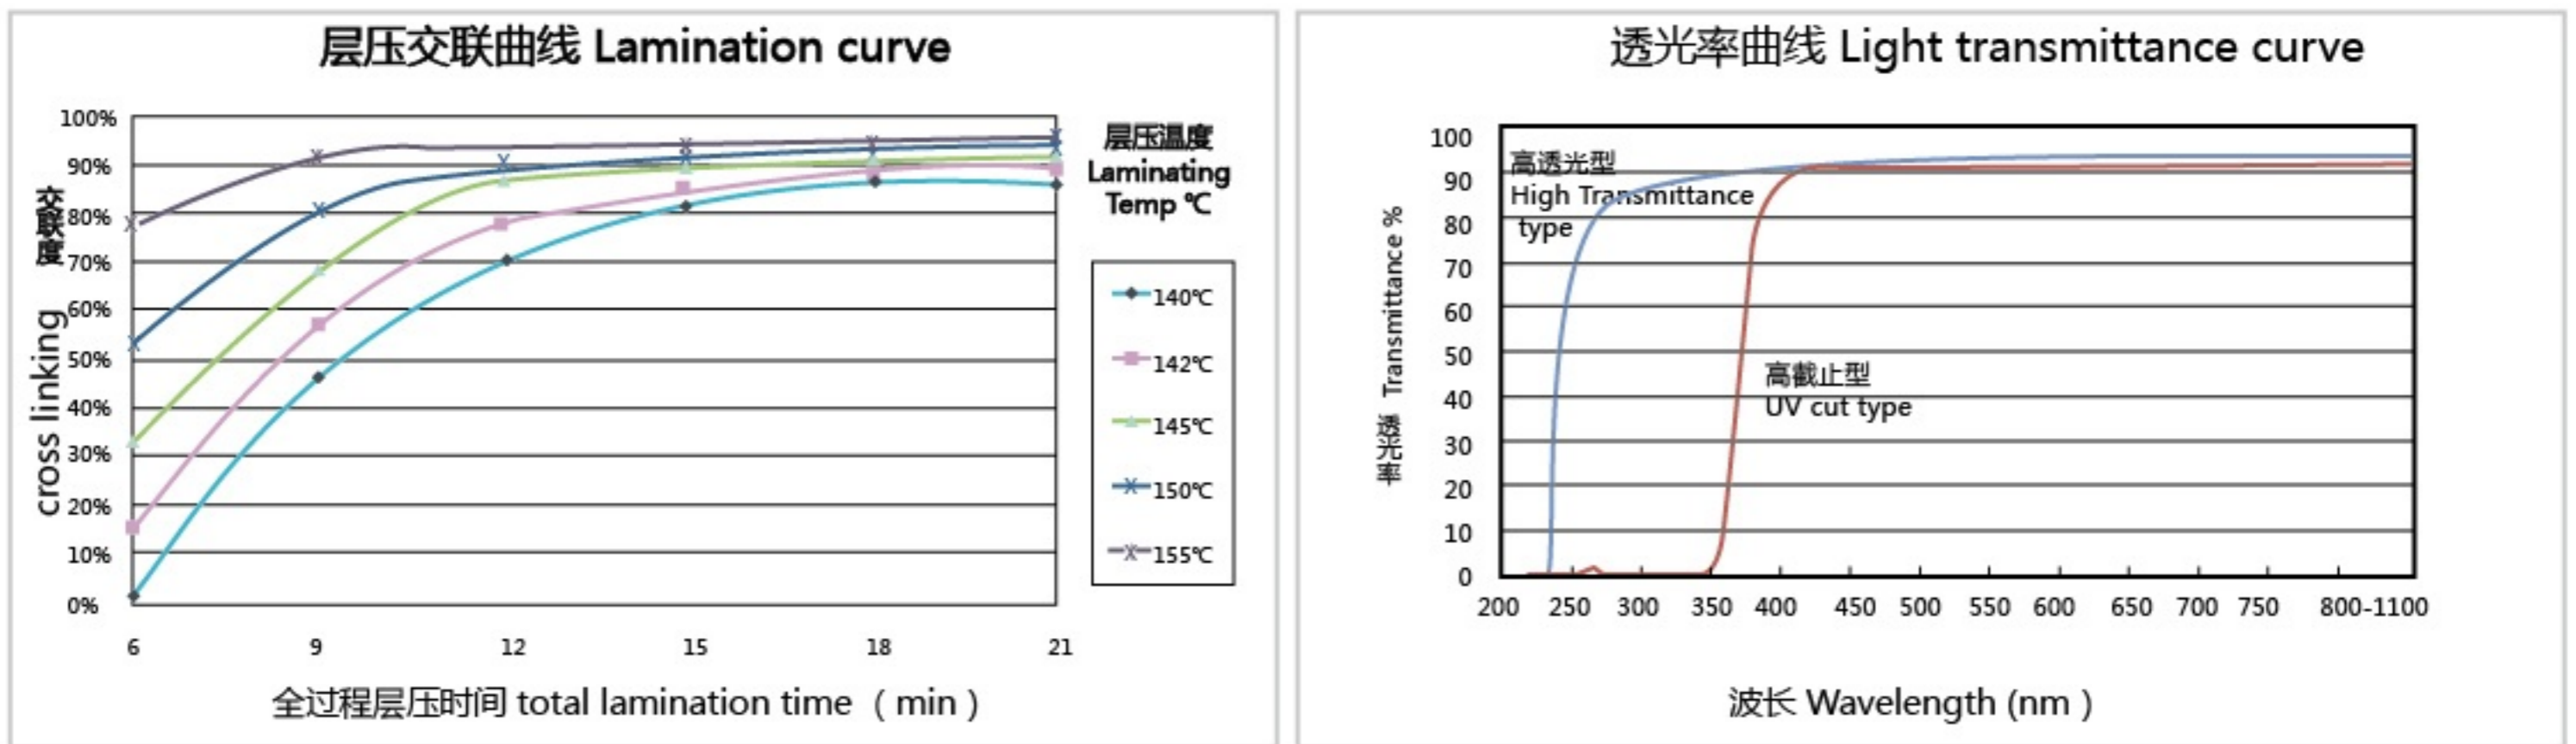 层压交联曲线 Lamination curve
100%
90%
80%
70%
60%
50%
40%
30%
20%
10%
0%
交联度
cross linking
6 9 12 15 18 21
全过程层压时间 total lamination time （min）
层压温度
Laminating
Temp ℃
140℃
142℃
145℃
150℃
155℃
透光率曲线 Light transmittance curve
100
90
80
70
60
50
40
30
20
10
0
透光率 Transmittance %
高透光型
High Transmittance
type
高截止型
UV cut type
200 250 300 350 400 450 500 550 600 650 700 750 800-1100
波长 Wavelength (nm )